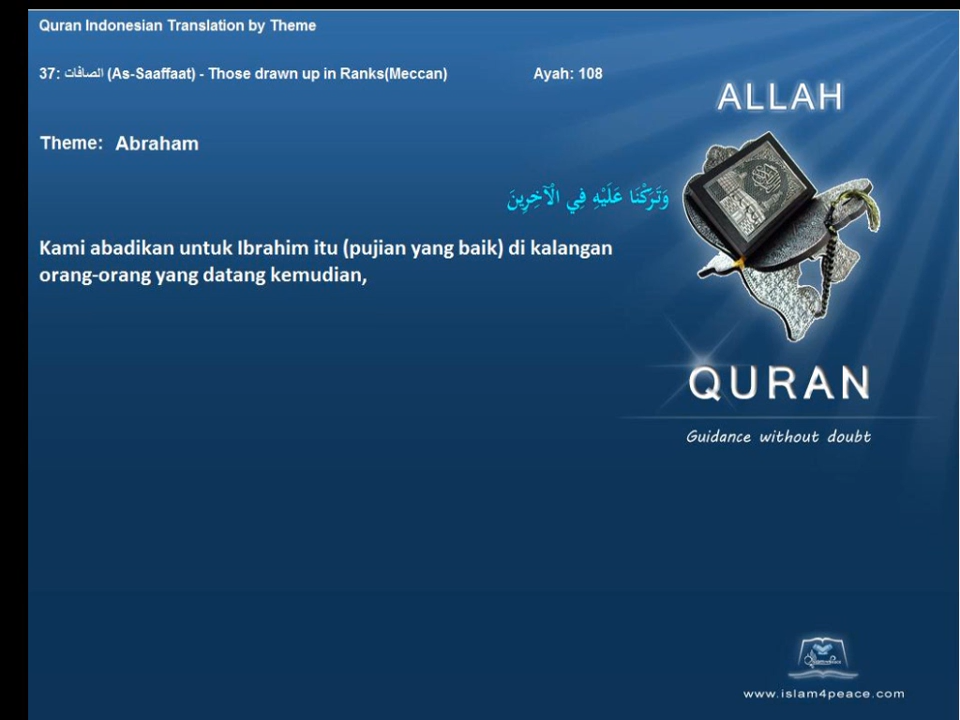 Quran Indonesian Translation by Theme
37: الصافات (As-Saaffaat) - Those drawn up in Ranks(Meccan) Ayah: 108
ALLAH
Theme: Abraham
وَتَرَكْنَا عَلَيْهِ فِي الْآخِرِينَ
Kami abadikan untuk Ibrahim itu (pujian yang baik) di kalangan
orang-orang yang datang kemudian,
QURAN
Guidance without doubt
www.islam4peace.com